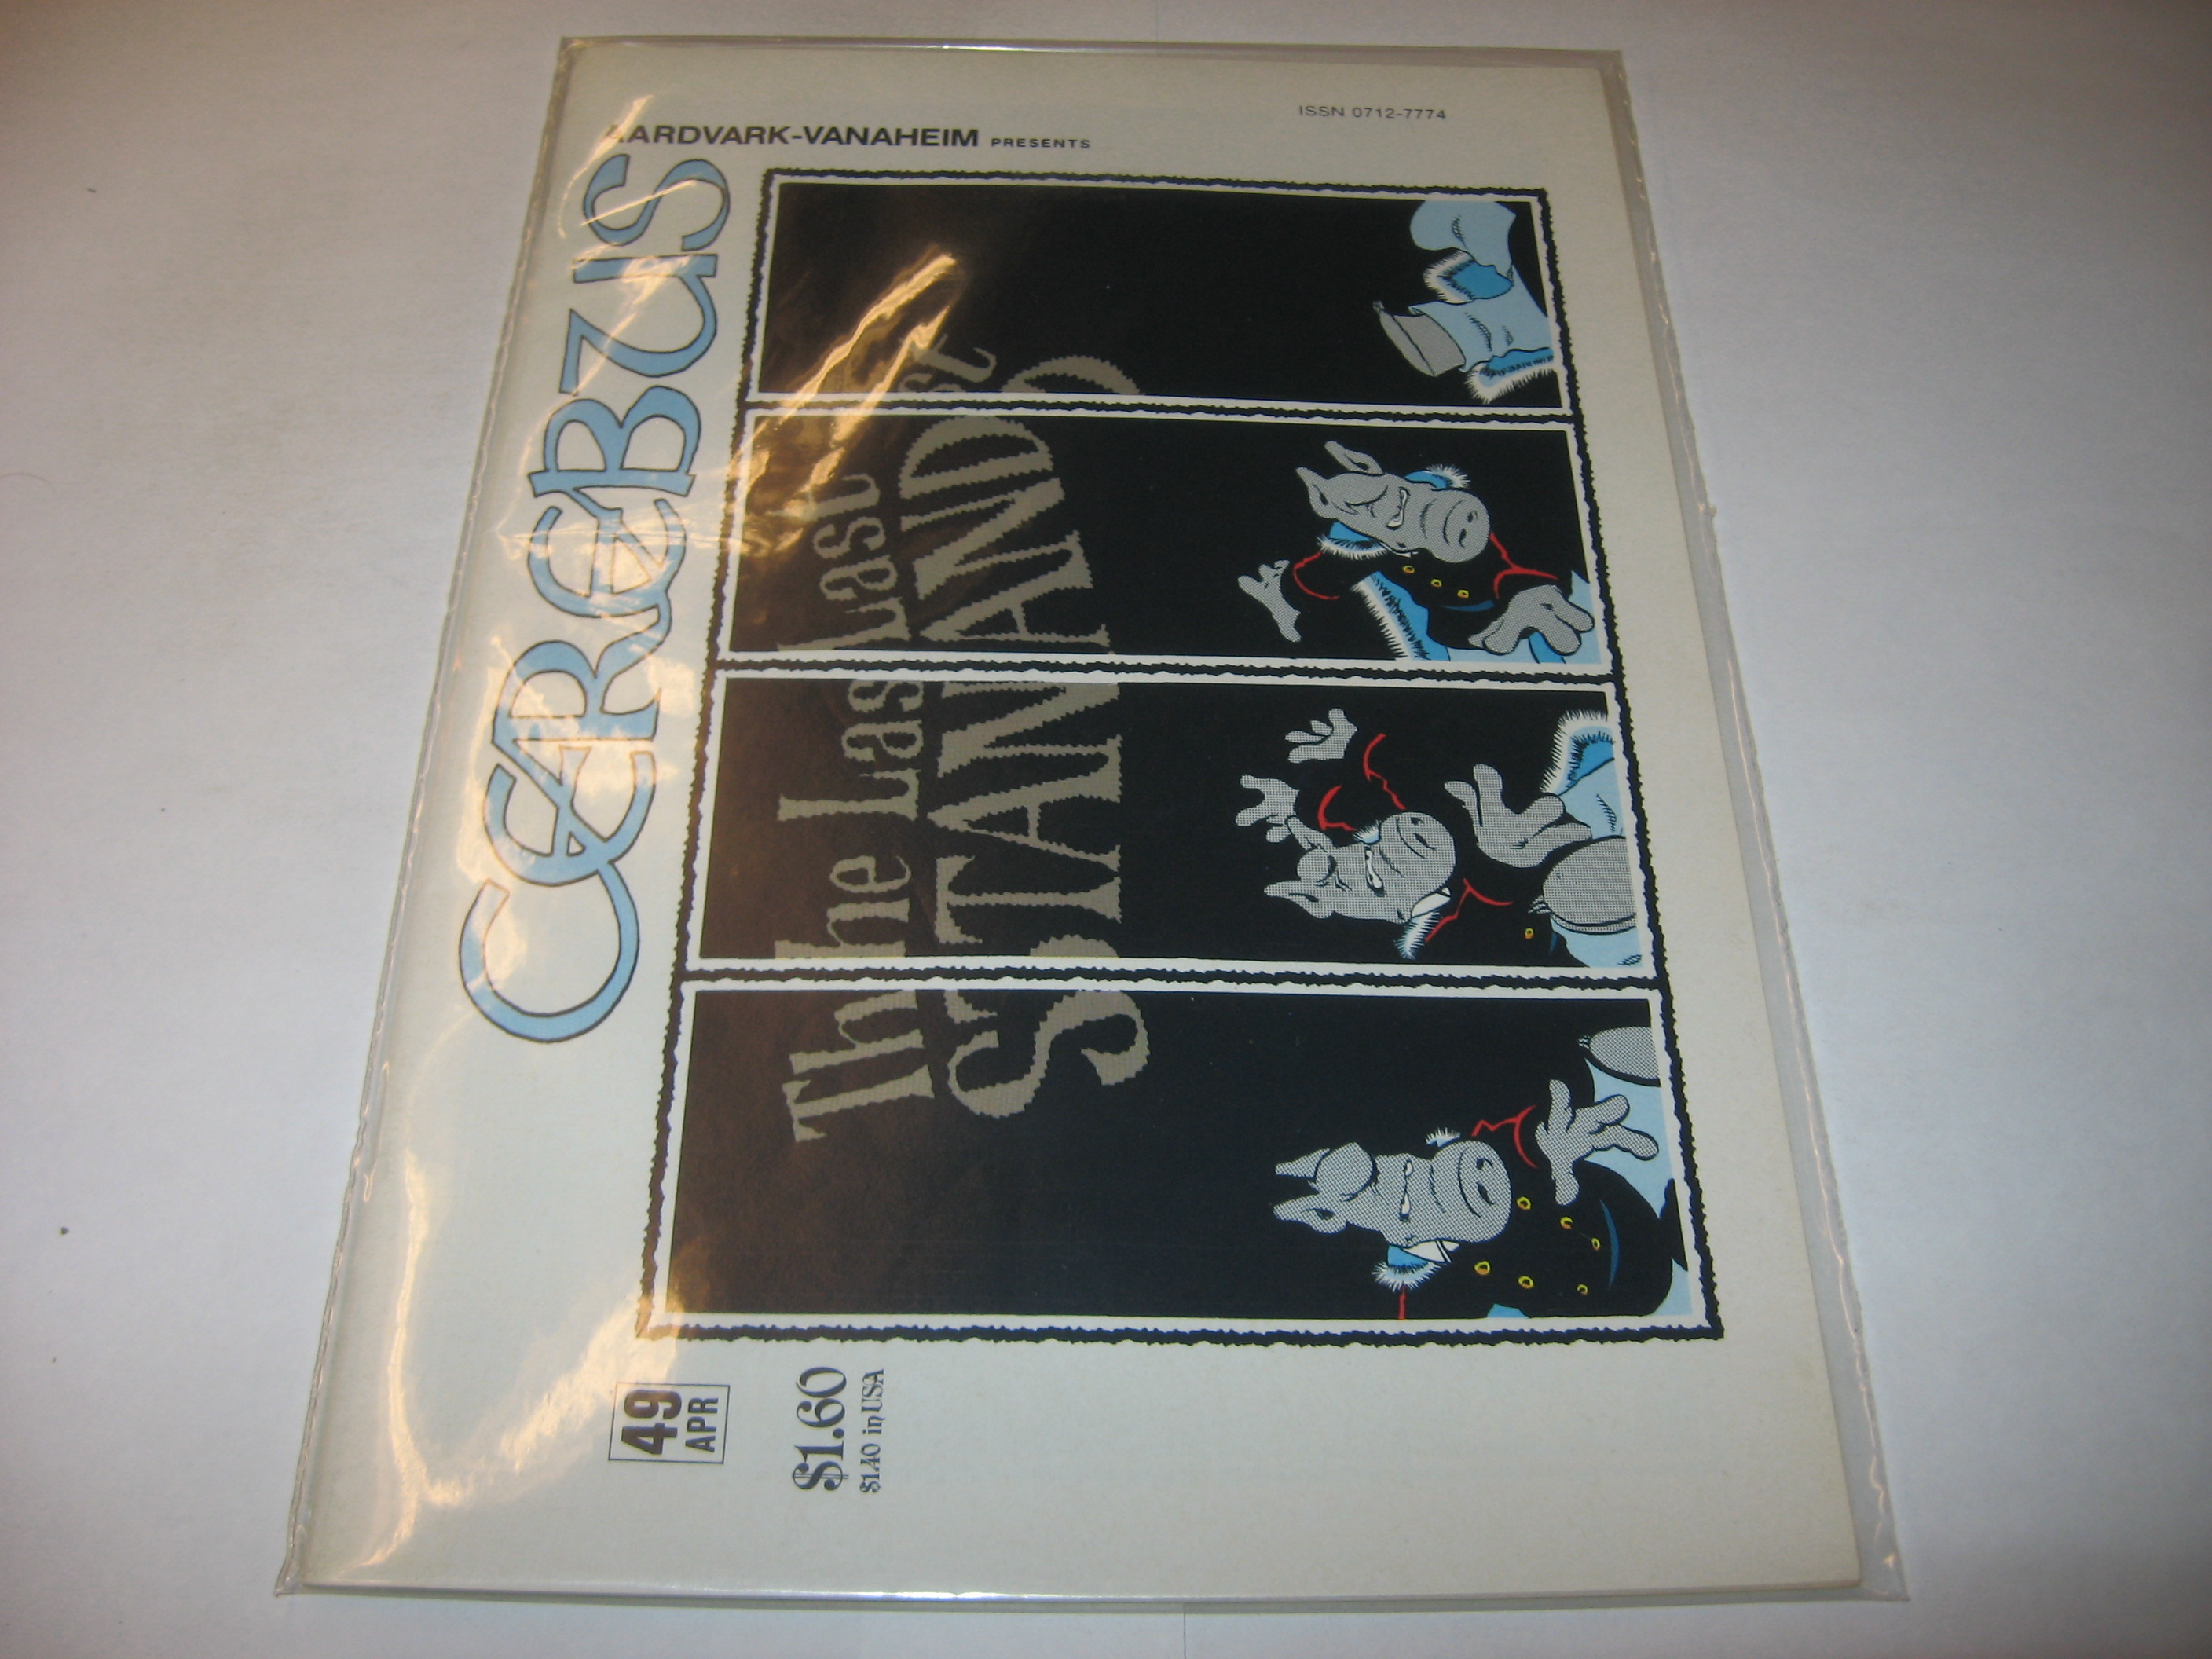 AARDVARK-VANAHEIM PRESENTS
ISSN 0712-7774
CEREBUS
The Last
STAND
49
APR
$1.60
$1.40 in USA